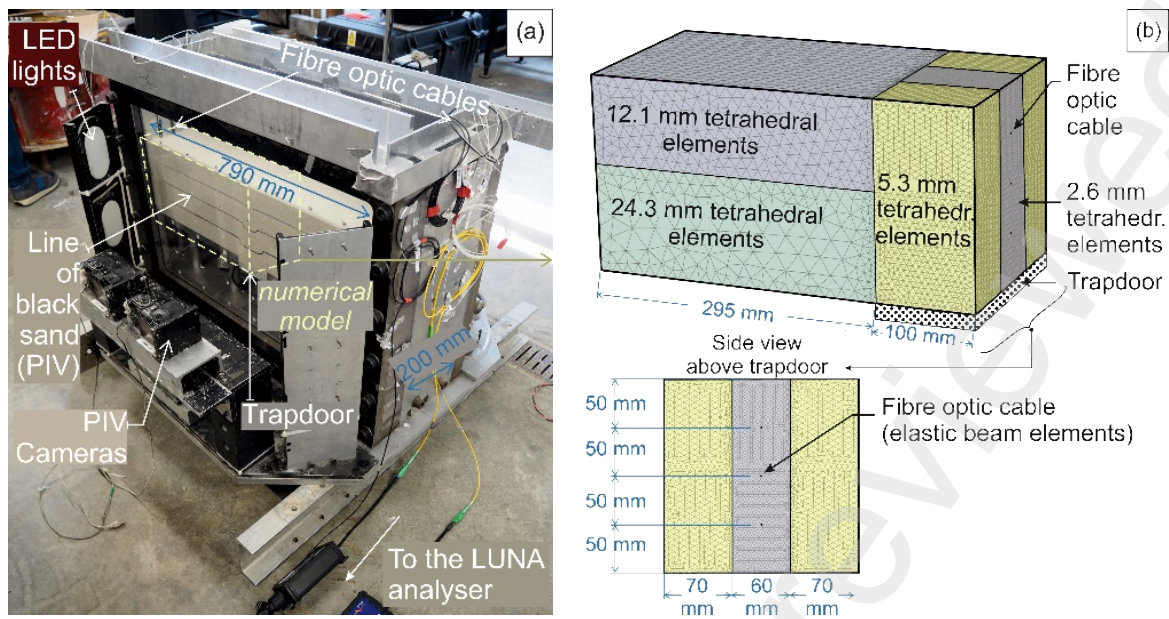 (a)
LED
lights
Fibre optic cables
790 mm
Line
of
black
sand
(PIV)
numerical
model
200 mm
Trapdoor
PIV
Cameras
To the LUNA
analyser
(b)
Fibre
optic
cable
12.1 mm tetrahedral
elements
5.3 mm
tetrahedr.
elements
2.6 mm
tetrahedr.
elements
24.3 mm tetrahedral
elements
Trapdoor
295 mm
100 mm
Side view
above trapdoor
50
mm
50
mm
50
mm
50
mm
Fibre optic cable
(elastic beam elements)
70
mm
60
mm
70
mm
reviewed